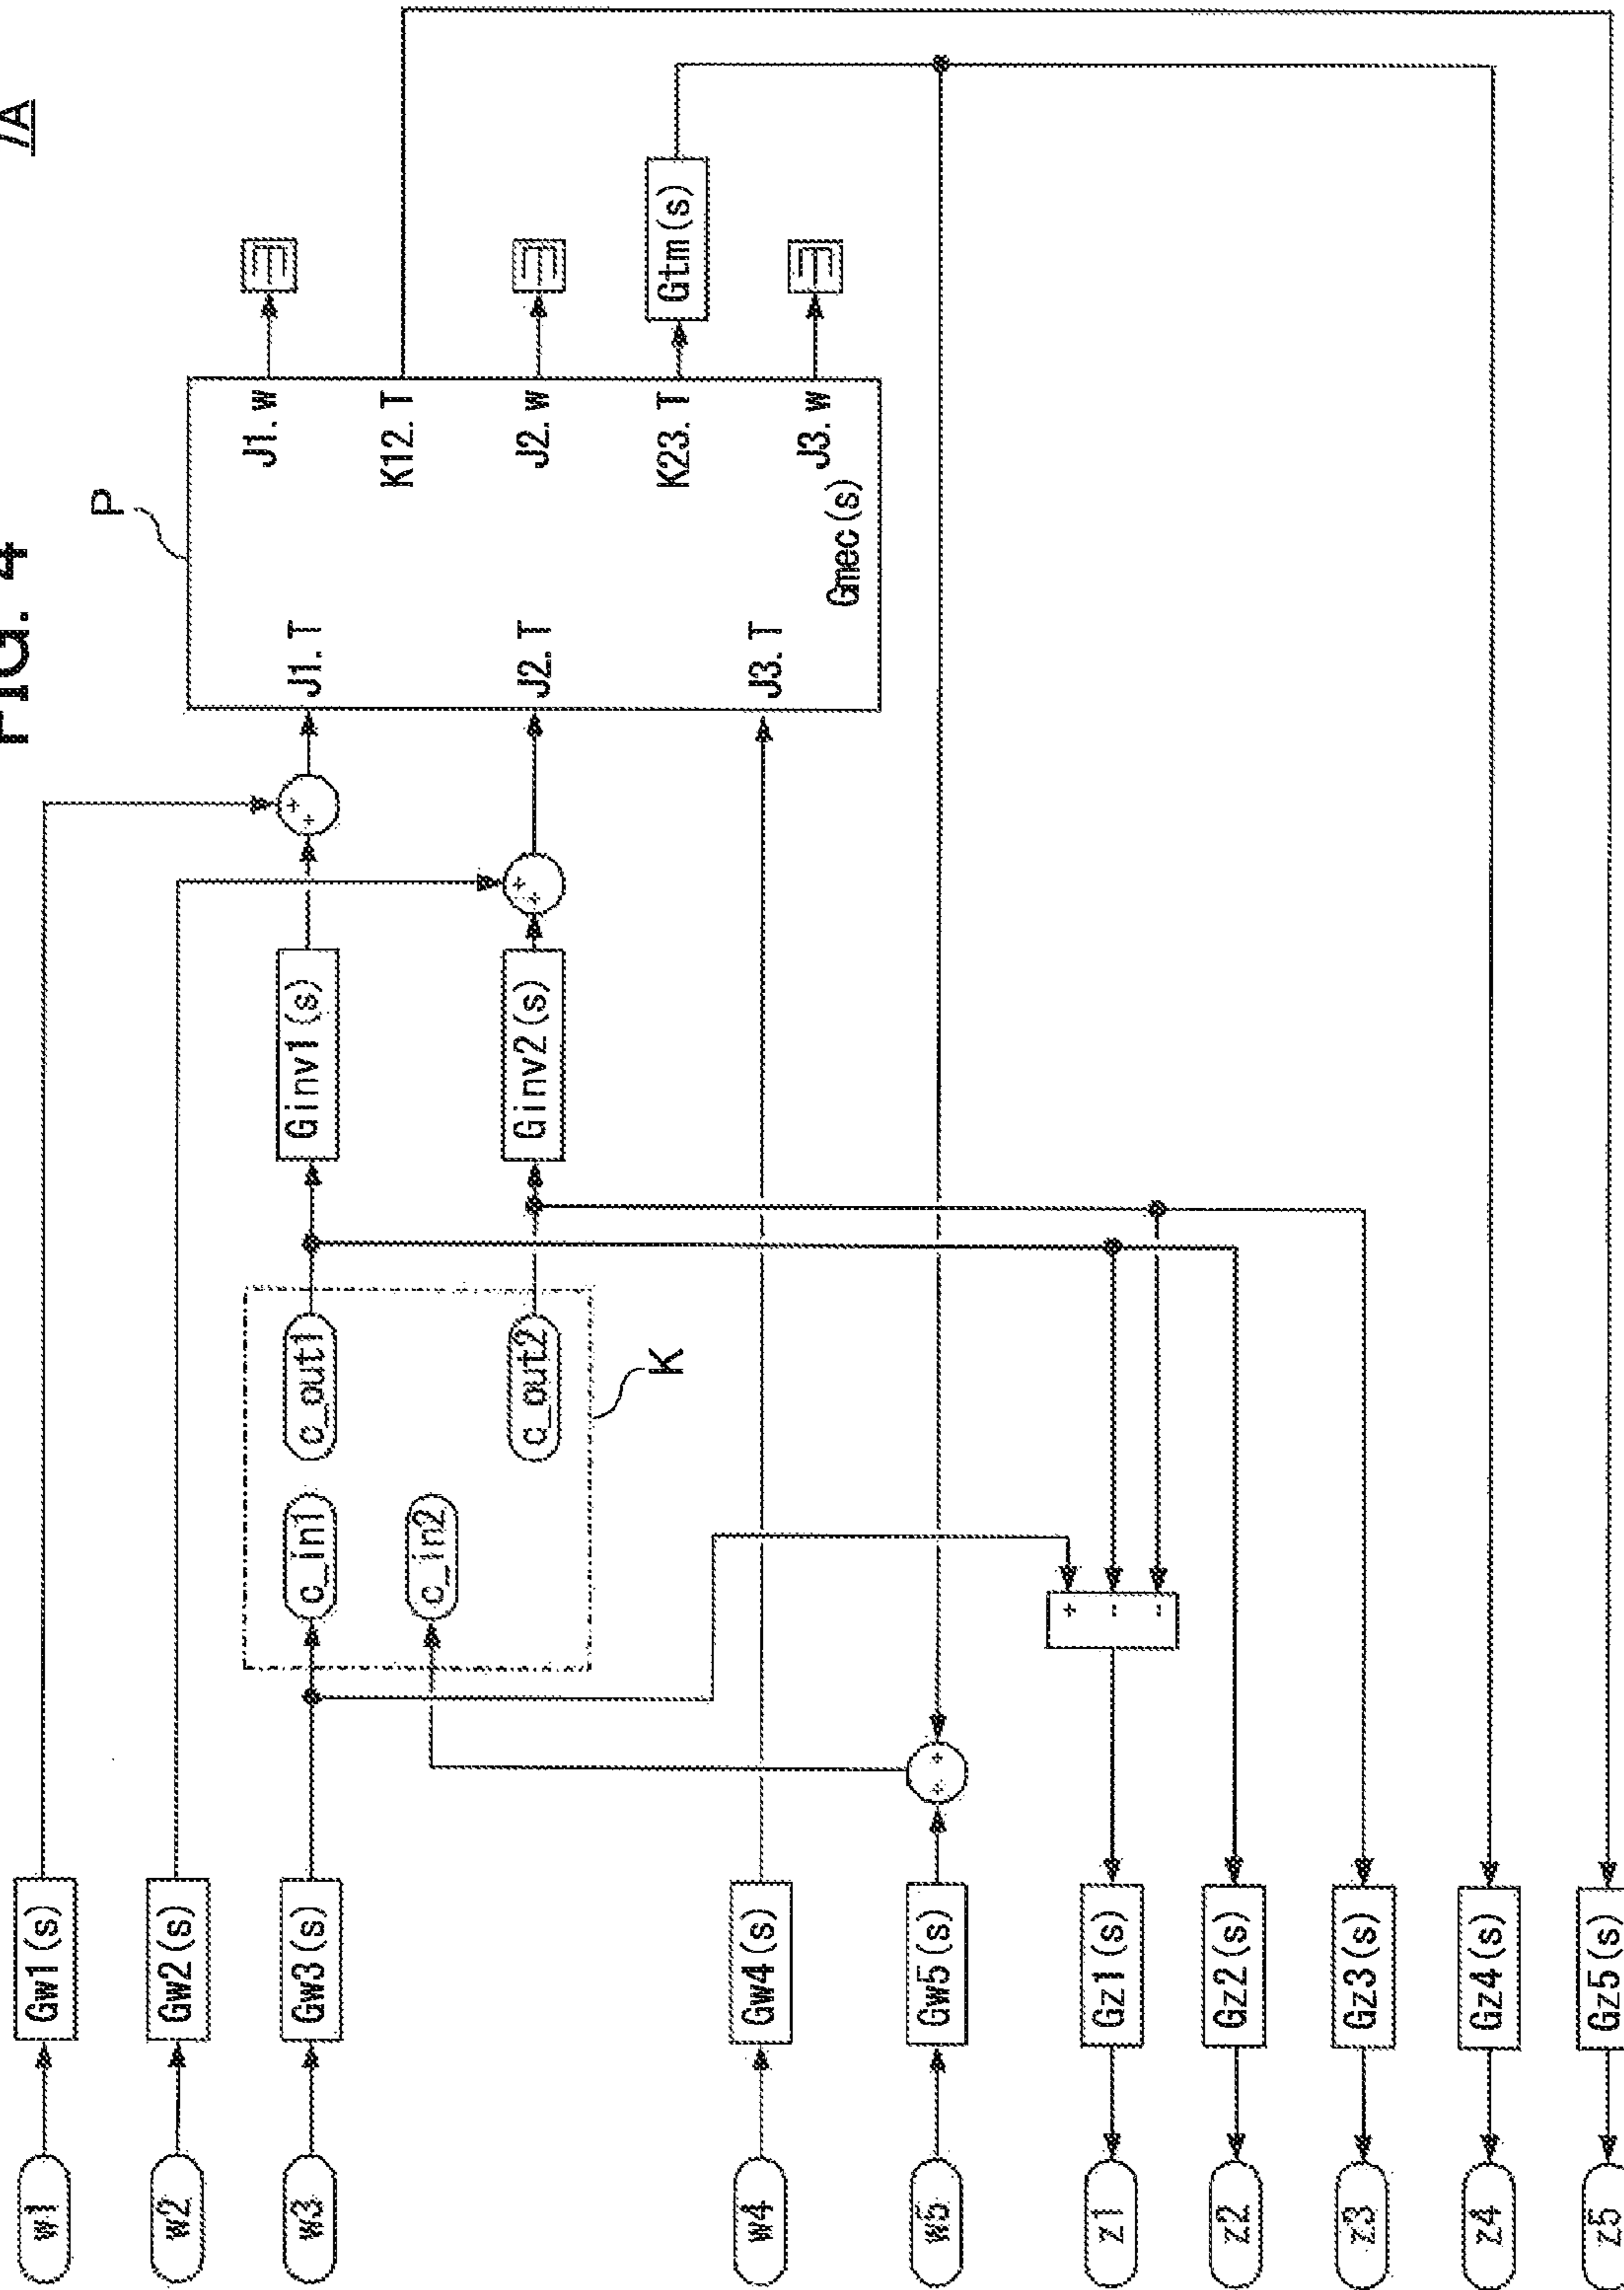 FIG. 4
7A
w1
Gw1(s)
w2
Gw2(s)
w3
Gw3(s)
c_in1
c_out1
Ginv1(s)
+
+
J1. T
P
J1. w
K12. T
c_in2
c_out2
Ginv2(s)
+
+
J2. T
J2. w
K23. T
Gtm(s)
K
w4
Gw4(s)
J3. T
J3. w
Gmec(s)
w5
Gw5(s)
+
+
z1
Gz1(s)
+
-
-
z2
Gz2(s)
z3
Gz3(s)
z4
Gz4(s)
z5
Gz5(s)